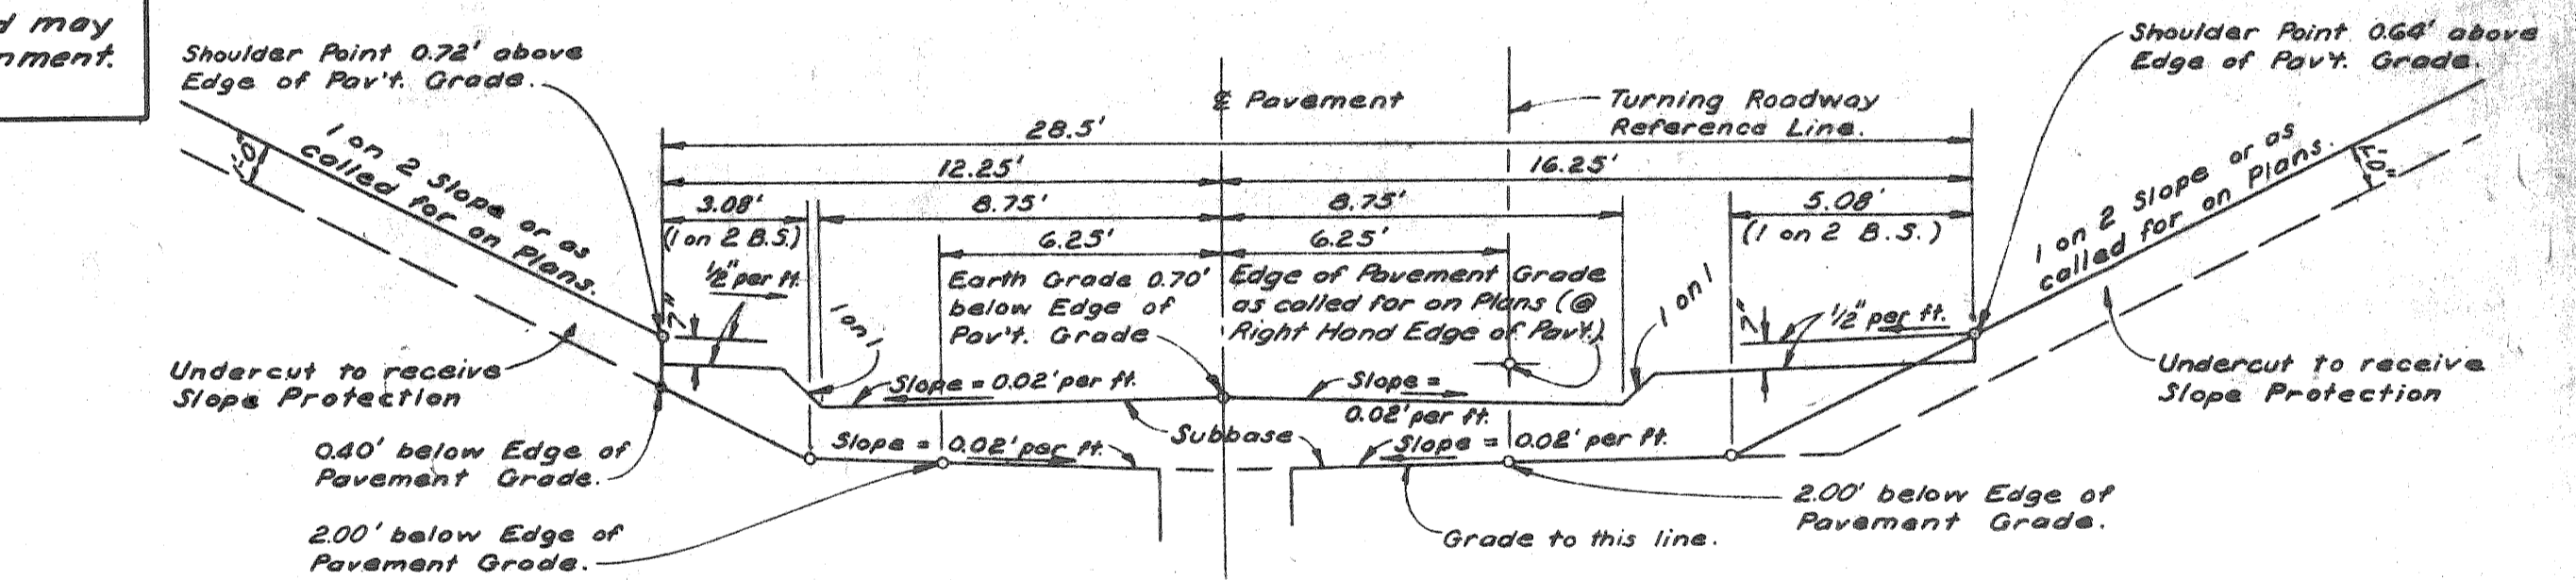 d may
nment.
Shoulder Point 0.72' above
Edge of Pav't. Grade.
Shoulder Point 0.64' above
Edge of Pav't. Grade.
℄ Pavement
Turning Roadway
Reference Line.
28.5'
12.25'
16.25'
3.08'
(1 on 2 B.S.)
8.75'
8.75'
5.08'
(1 on 2 B.S.)
6.25'
6.25'
1'-0"
1 on 2 Slope or as
called for on Plans.
1 on 2 Slope or as
called for on Plans.
1'-0"
1/2" per ft.
Earth Grade 0.70'
below Edge of
Pav't. Grade
Edge of Pavement Grade
as called for on Plans (@
Right Hand Edge of Pav't.)
1 on 1
1 on 1
7"
7"
1/2" per ft.
Undercut to receive
Slope Protection
Undercut to receive
Slope Protection
Slope = 0.02' per ft.
Slope =
0.02' per ft.
Slope = 0.02' per ft.
Subbase
Slope = 0.02' per ft.
0.40' below Edge of
Pavement Grade.
2.00' below Edge of
Pavement Grade.
2.00' below Edge of
Pavement Grade.
Grade to this line.